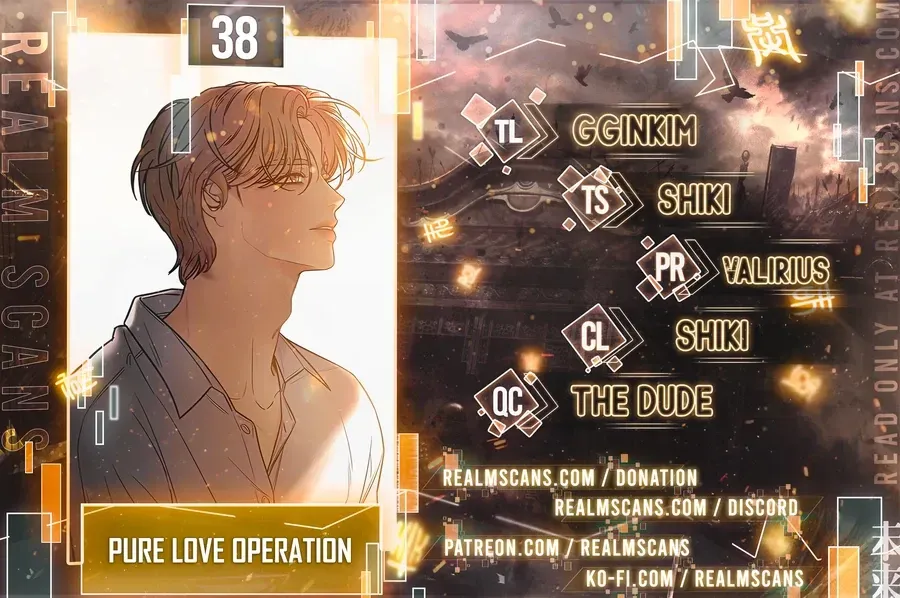 38
REALM SCANS
TL GGINKIM
TS SHIKI
PR VALIRIUS
CL SHIKI
QC THE DUDE
PURE LOVE OPERATION
REALMSCANS.COM / DONATION
REALMSCANS.COM / DISCORD
PATREON.COM / REALMSCANS
KO-FI.COM / REALMSCANS
READ ONLY AT REALMSCANS.COM